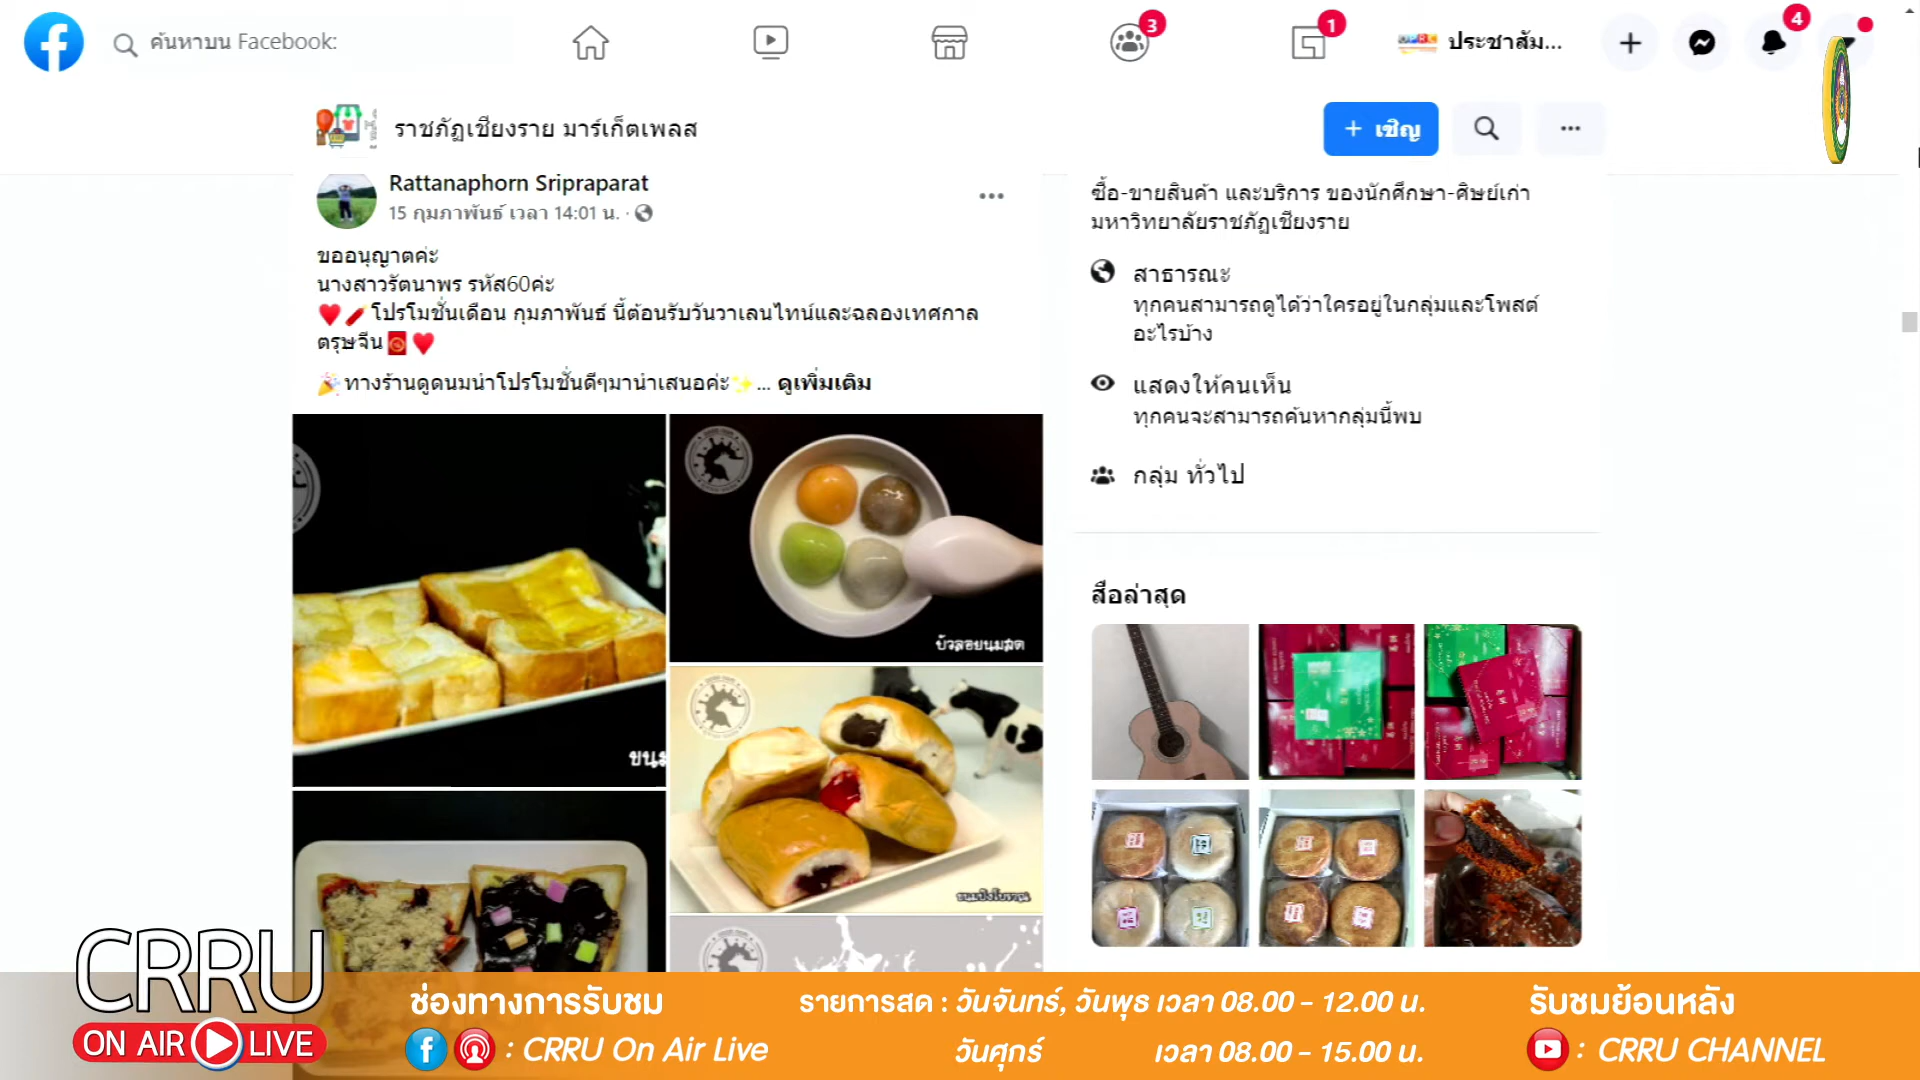 ค้นหาบน Facebook:
3
1
ประชาสัม...
4
ราชภัฏเชียงราย มาร์เก็ตเพลส
+ เชิญ
Rattanaphorn Sripraparat
15 กุมภาพันธ์ เวลา 14:01 น.
ขออนุญาตค่ะ
นางสาวรัตนาพร รหัส60ค่ะ
โปรโมชั่นเดือน กุมภาพันธ์ นี้ต้อนรับวันวาเลนไทน์และฉลองเทศกาล
ตรุษจีน
ทางร้านดูดนมนำโปรโมชั่นดีๆมานำเสนอค่ะ ... ดูเพิ่มเติม
บัวลอยนมสด
ขนม
ขนมปังโบราณ
ซื้อ-ขายสินค้า และบริการ ของนักศึกษา-ศิษย์เก่า
มหาวิทยาลัยราชภัฏเชียงราย
สาธารณะ
ทุกคนสามารถดูได้ว่าใครอยู่ในกลุ่มและโพสต์
อะไรบ้าง
แสดงให้คนเห็น
ทุกคนจะสามารถค้นหากลุ่มนี้พบ
กลุ่ม ทั่วไป
สื่อล่าสุด
CRRU
ON AIR LIVE
ช่องทางการรับชม
: CRRU On Air Live
รายการสด : วันจันทร์, วันพุธ เวลา 08.00 - 12.00 น.
วันศุกร์ เวลา 08.00 - 15.00 น.
รับชมย้อนหลัง
: CRRU CHANNEL